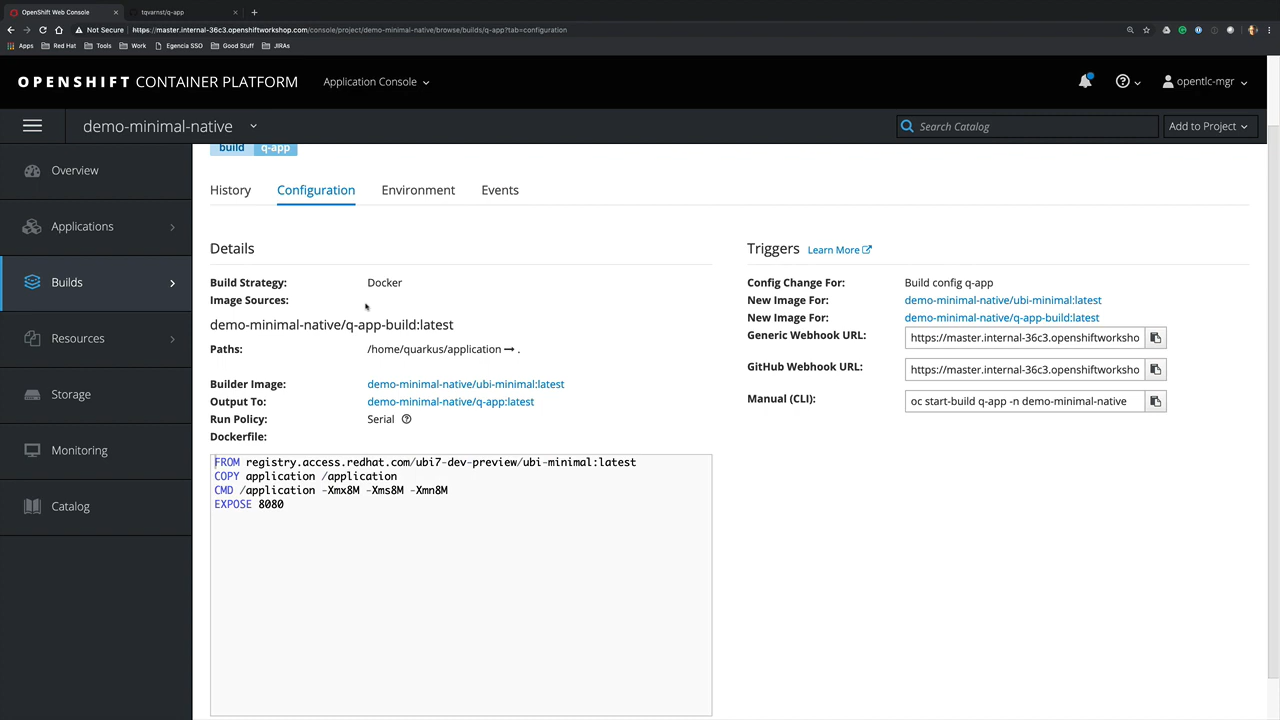 OpenShift Web Console
tqvarnst/q-app
Not Secure | https://master.internal-36c3.openshiftworkshop.com/console/project/demo-minimal-native/browse/builds/q-app?tab=configuration
Apps Red Hat Tools Work Egencia SSO Good Stuff JIRAs
OPENSHIFT CONTAINER PLATFORM Application Console opentlc-mgr
demo-minimal-native Search Catalog Add to Project
build q-app
Overview
Applications
Builds
Resources
Storage
Monitoring
Catalog
History Configuration Environment Events
Details
Build Strategy: Docker
Image Sources:
demo-minimal-native/q-app-build:latest
Paths: /home/quarkus/application → .
Builder Image: demo-minimal-native/ubi-minimal:latest
Output To: demo-minimal-native/q-app:latest
Run Policy: Serial
Dockerfile:
FROM registry.access.redhat.com/ubi7-dev-preview/ubi-minimal:latest
COPY application /application
CMD /application -Xmx8M -Xms8M -Xmn8M
EXPOSE 8080
Triggers Learn More
Config Change For: Build config q-app
New Image For: demo-minimal-native/ubi-minimal:latest
New Image For: demo-minimal-native/q-app-build:latest
Generic Webhook URL: https://master.internal-36c3.openshiftworksho
GitHub Webhook URL: https://master.internal-36c3.openshiftworksho
Manual (CLI): oc start-build q-app -n demo-minimal-native